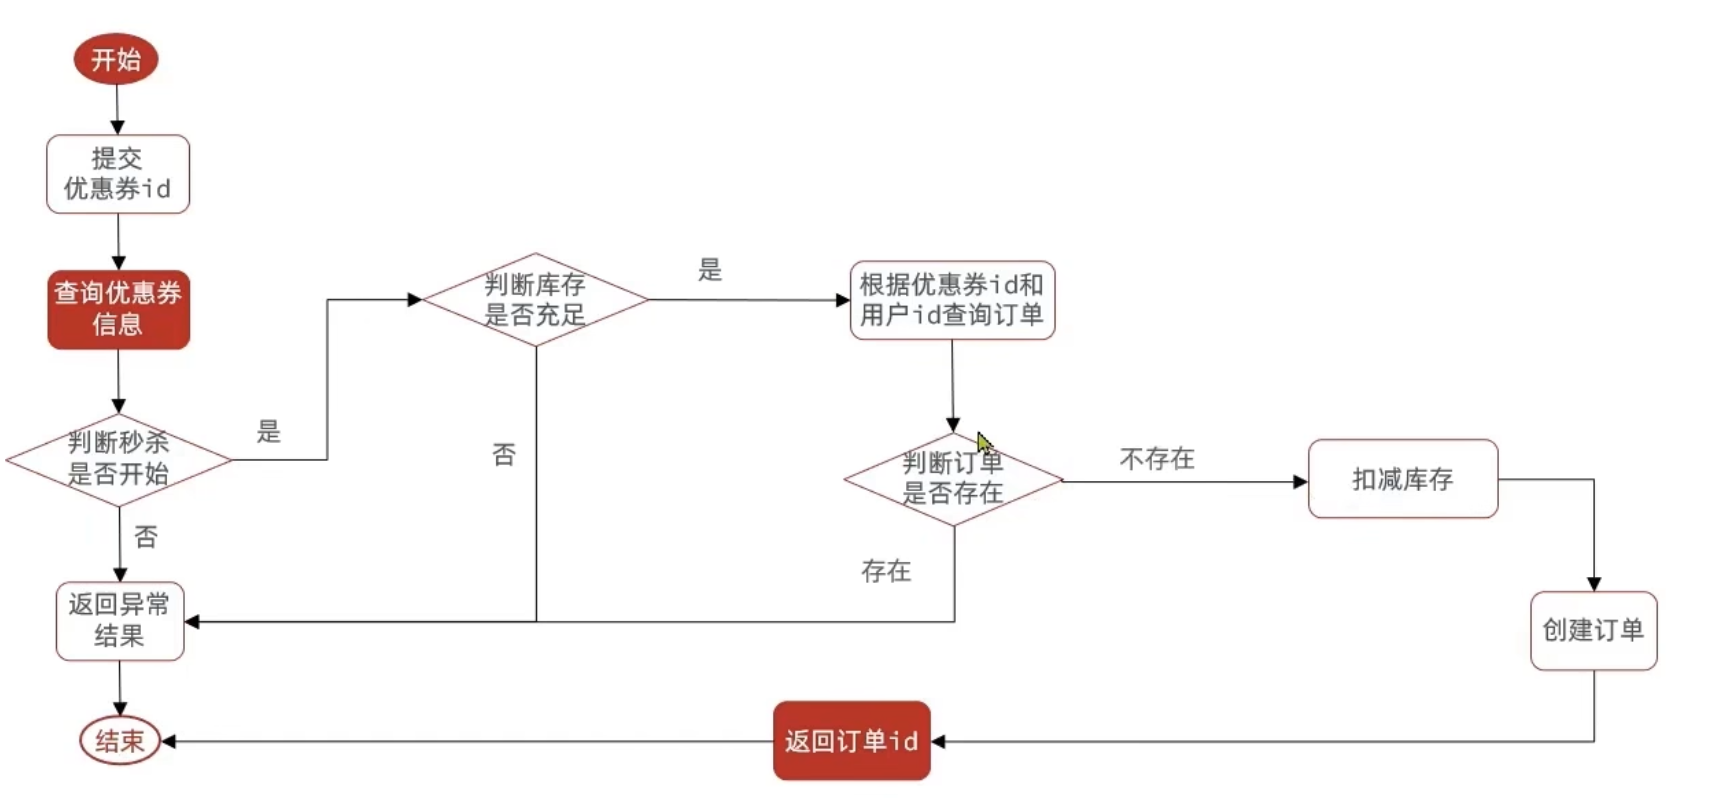 开始
提交
优惠券id
查询优惠券
信息
判断秒杀
是否开始
是
否
返回异常
结果
结束
判断库存
是否充足
是
否
根据优惠券id和
用户id查询订单
判断订单
是否存在
不存在
存在
扣减库存
创建订单
返回订单id